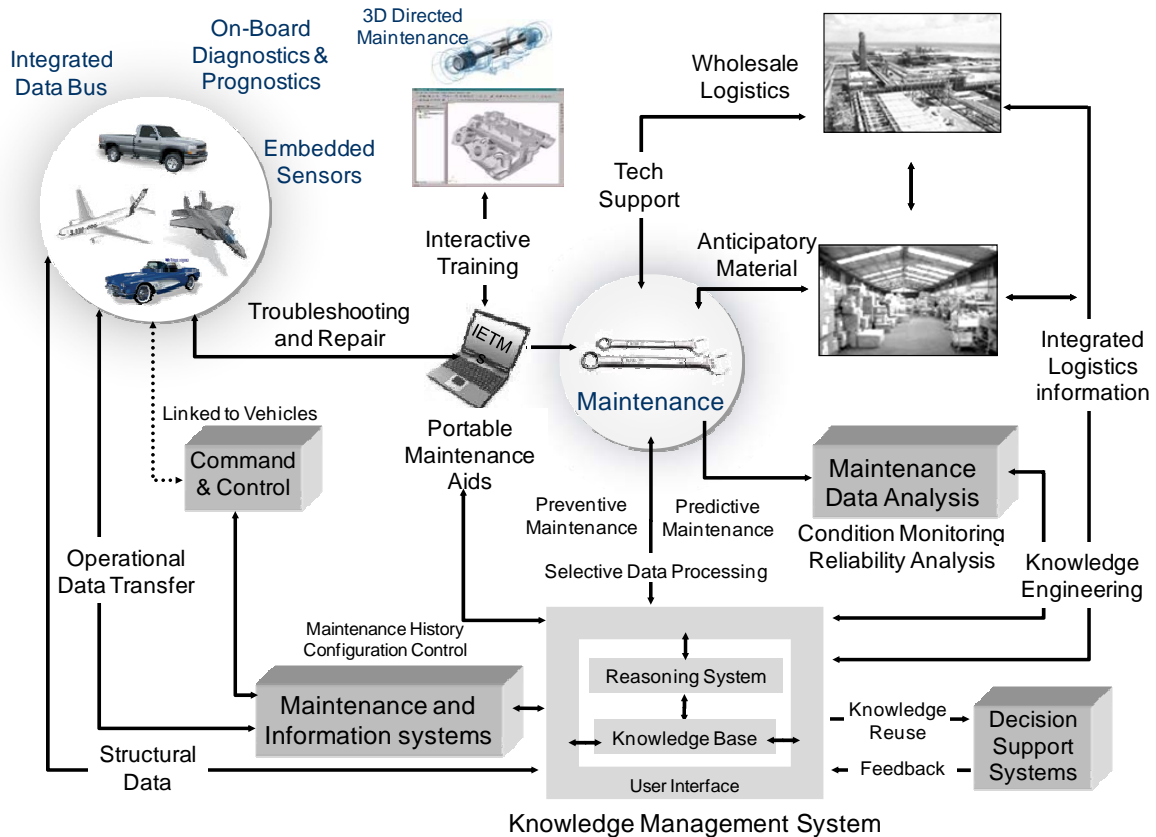 3D Directed
Maintenance
On-Board
Diagnostics &
Prognostics
Integrated
Data Bus
Embedded
Sensors
Wholesale
Logistics
Tech
Support
Interactive
Training
Anticipatory
Material
Troubleshooting
and Repair
IETM
S
Maintenance
Integrated
Logistics
information
Linked to Vehicles
Command
& Control
Portable
Maintenance
Aids
Maintenance
Data Analysis
Condition Monitoring
Reliability Analysis
Preventive
Maintenance
Predictive
Maintenance
Selective Data Processing
Operational
Data Transfer
Knowledge
Engineering
Maintenance History
Configuration Control
Maintenance and
Information systems
Reasoning System
Knowledge Base
User Interface
Knowledge
Reuse
Feedback
Decision
Support
Systems
Structural
Data
Knowledge Management System